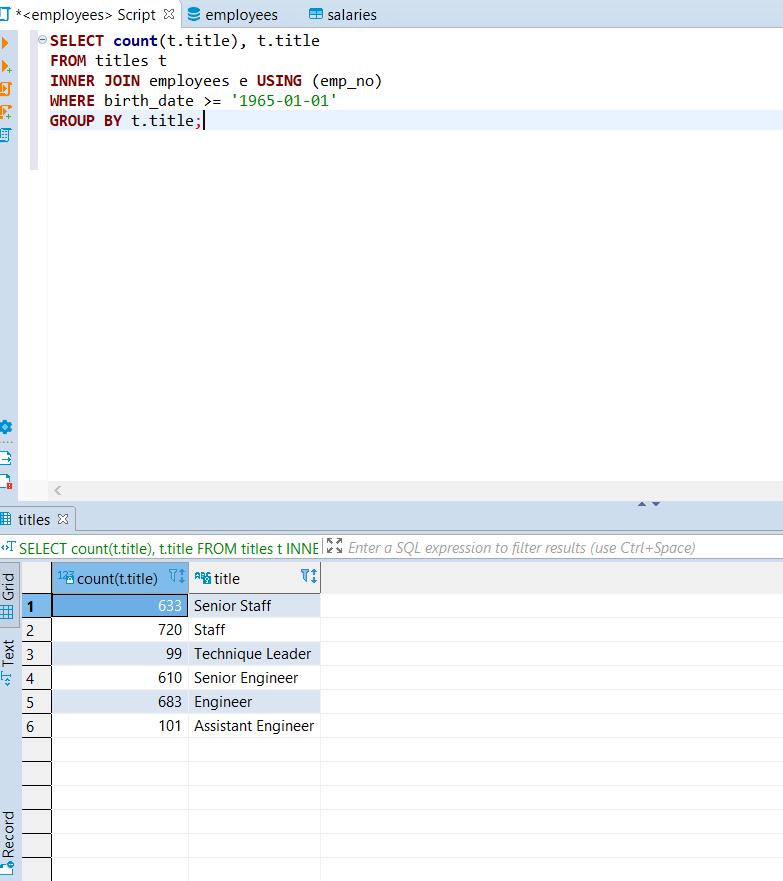 *<employees> Script
employees
salaries
SELECT count(t.title), t.title
FROM titles t
INNER JOIN employees e USING (emp_no)
WHERE birth_date >= '1965-01-01'
GROUP BY t.title;
titles
SELECT count(t.title), t.title FROM titles t INNE
Enter a SQL expression to filter results (use Ctrl+Space)
Grid
Text
Record
123 count(t.title)
ABC title
1 633 Senior Staff
2 720 Staff
3 99 Technique Leader
4 610 Senior Engineer
5 683 Engineer
6 101 Assistant Engineer